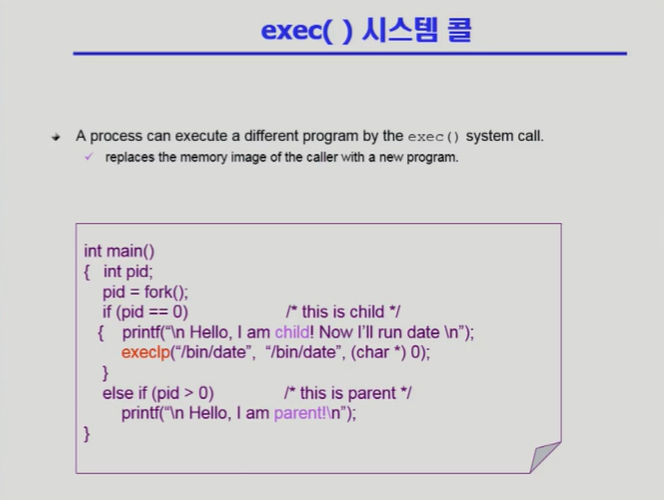 exec( ) 시스템 콜
A process can execute a different program by the exec() system call.
replaces the memory image of the caller with a new program.
int main()
{ int pid;
pid = fork();
if (pid == 0) /* this is child */
{ printf(“\n Hello, I am child! Now I’ll run date \n”);
execlp(“/bin/date”, “/bin/date”, (char *) 0);
}
else if (pid > 0) /* this is parent */
printf(“\n Hello, I am parent!\n”);
}